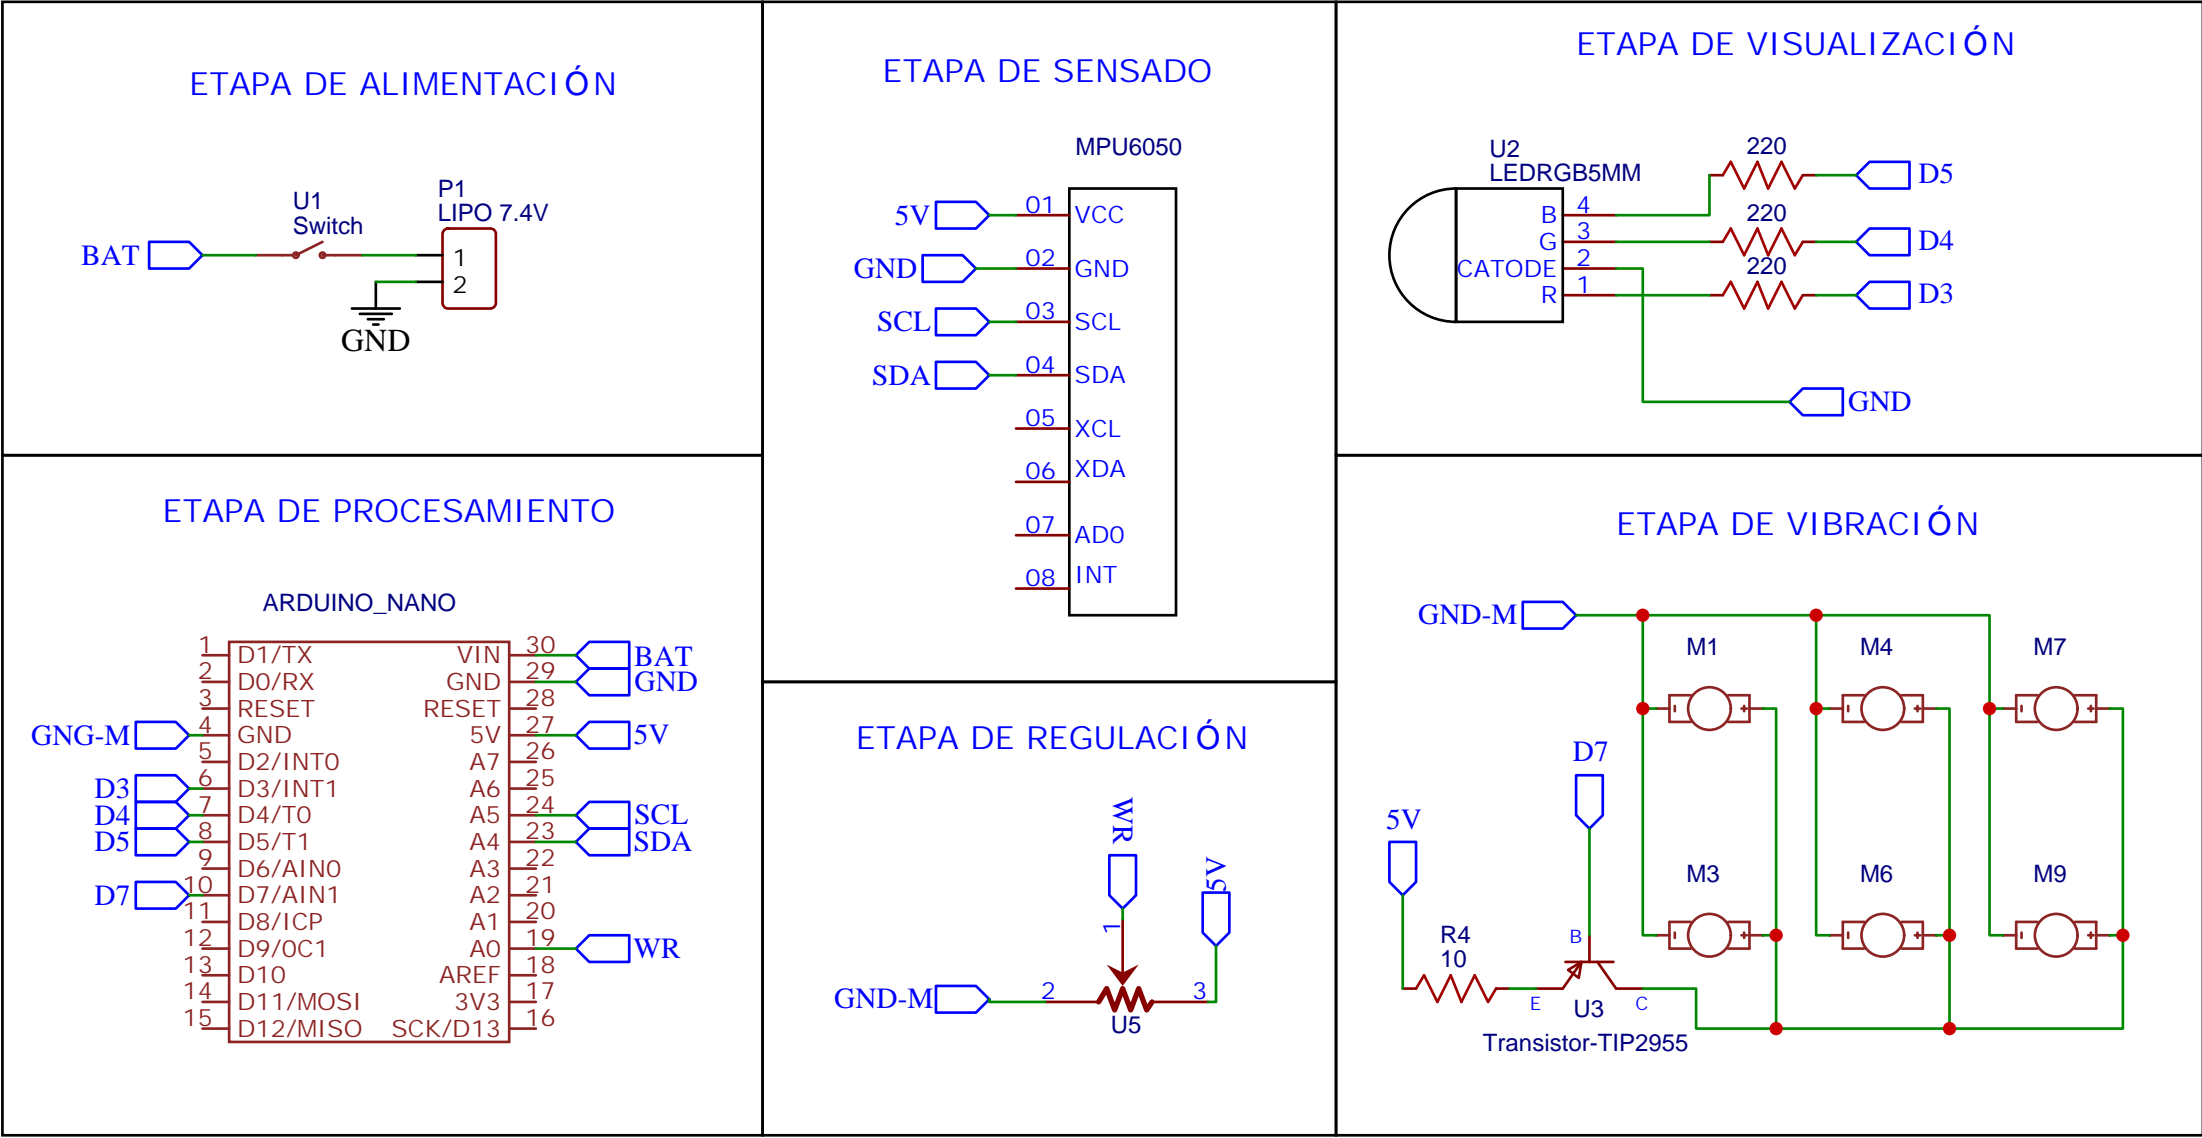 ETAPA DE ALIMENTACIÓN
U1
Switch
P1
LIPO 7.4V
BAT
1
2
GND
ETAPA DE SENSADO
MPU6050
5V 01 VCC
GND 02 GND
SCL 03 SCL
SDA 04 SDA
05 XCL
06 XDA
07 AD0
08 INT
ETAPA DE VISUALIZACIÓN
U2
LEDRGB5MM
B 4 220 D5
G 3 220 D4
CATODE 2
R 1 220 D3
GND
ETAPA DE PROCESAMIENTO
ARDUINO_NANO
1 D1/TX VIN 30 BAT
2 D0/RX GND 29 GND
3 RESET RESET 28
GNG-M 4 GND 5V 27 5V
5 D2/INT0 A7 26
D3 6 D3/INT1 A6 25
D4 7 D4/T0 A5 24 SCL
D5 8 D5/T1 A4 23 SDA
9 D6/AIN0 A3 22
D7 10 D7/AIN1 A2 21
11 D8/ICP A1 20
12 D9/0C1 A0 19 WR
13 D10 AREF 18
14 D11/MOSI 3V3 17
15 D12/MISO SCK/D13 16
ETAPA DE REGULACIÓN
WR
5V
1
GND-M 2 3
U5
ETAPA DE VIBRACIÓN
GND-M
M1 M4 M7
D7
5V
M3 M6 M9
R4
10
B
E C
U3
Transistor-TIP2955